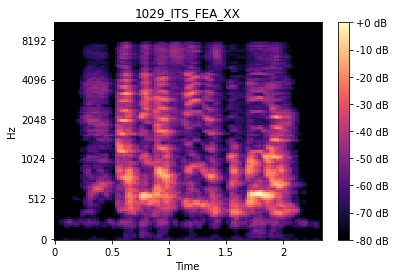 1029_ITS_FEA_XX
8192
4096
2048
1024
512
0
Hz
0
0.5
1
1.5
2
Time
+0 dB
-10 dB
-20 dB
-30 dB
-40 dB
-50 dB
-60 dB
-70 dB
-80 dB